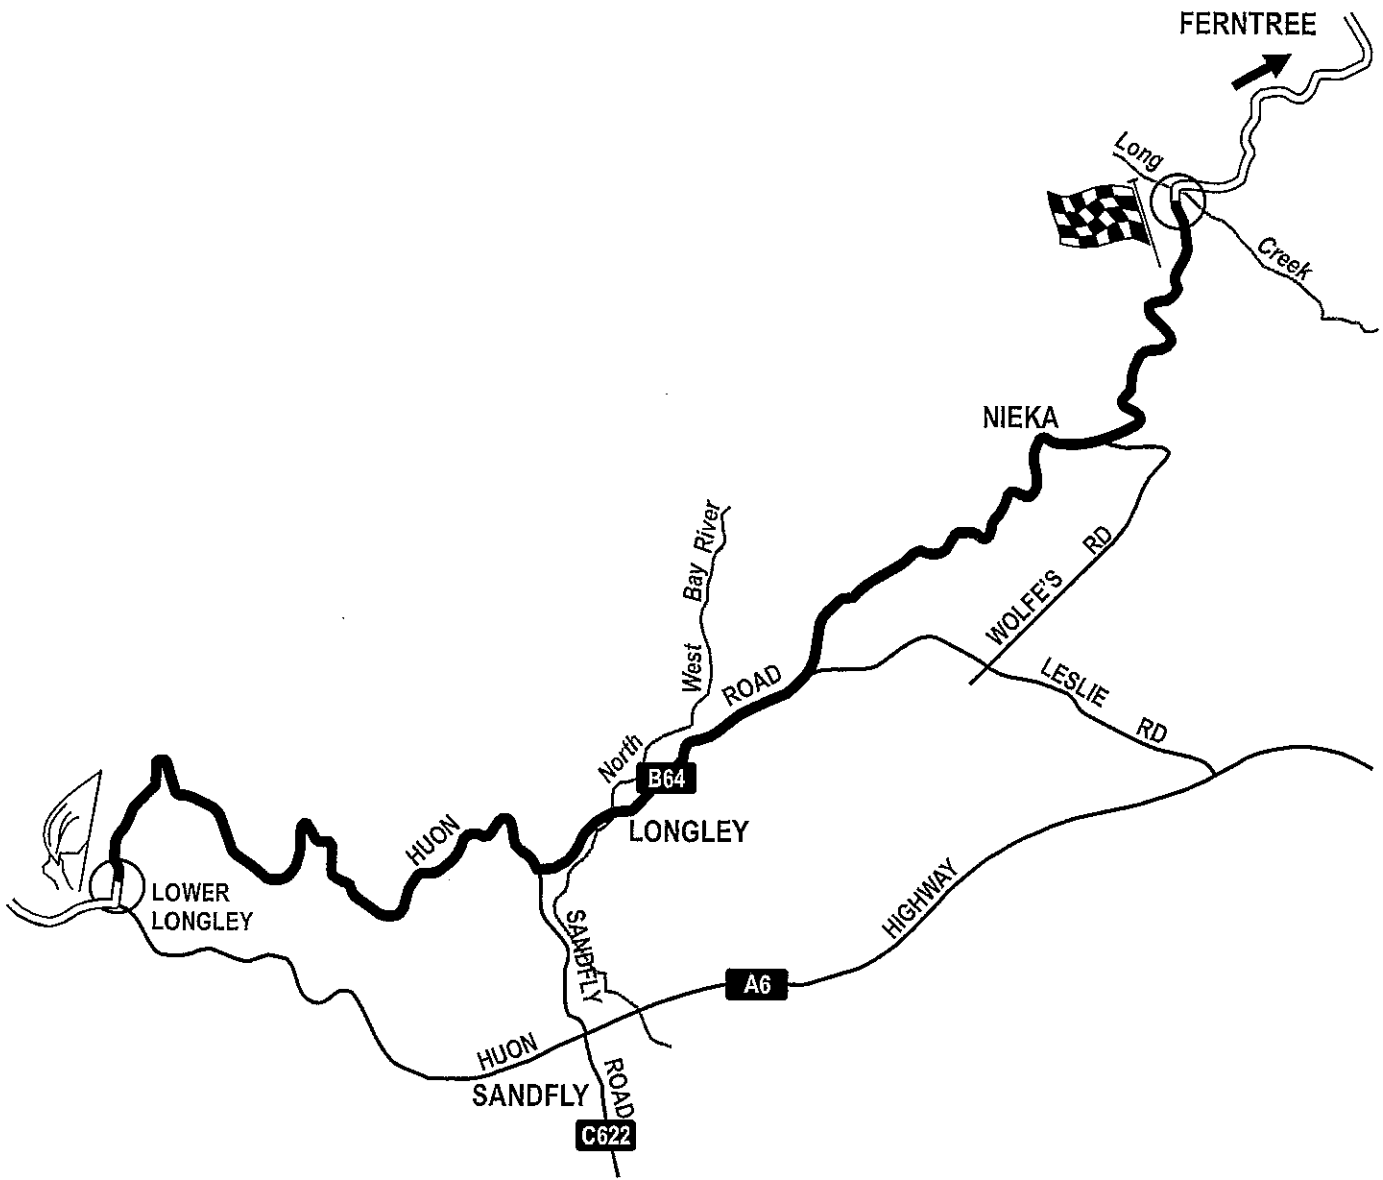 FERNTREE
Long
Creek
NIEKA
West Bay River
WOLFE'S RD
LESLIE RD
ROAD
North
B64
LONGLEY
HUON
LOWER
LONGLEY
SANDFLY
HIGHWAY
A6
HUON
SANDFLY
ROAD
C622